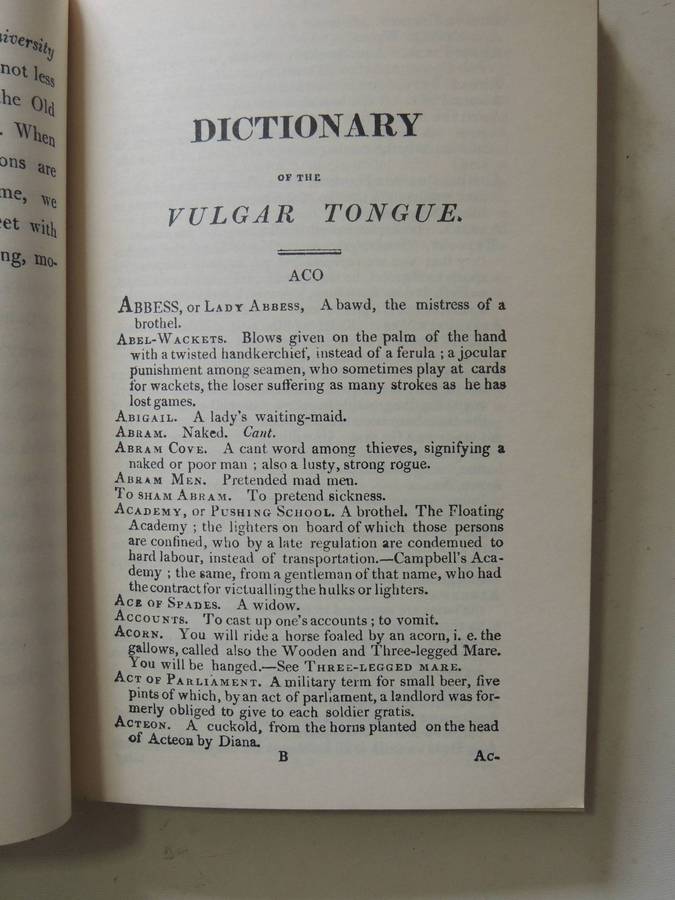 iversity
not less
he Old
. When
ons are
me, we
et with
ng, mo-
DICTIONARY
OF THE
VULGAR TONGUE.
ACO
ABBESS, or LADY ABBESS, A bawd, the mistress of a
brothel.
ABEL-WACKETS. Blows given on the palm of the hand
with a twisted handkerchief, instead of a ferula ; a jocular
punishment among seamen, who sometimes play at cards
for wackets, the loser suffering as many strokes as he has
lost games.
ABIGAIL. A lady's waiting-maid.
ABRAM. Naked. Cant.
ABRAM COVE. A cant word among thieves, signifying a
naked or poor man ; also a lusty, strong rogue.
ABRAM MEN. Pretended mad men.
TO SHAM ABRAM. To pretend sickness.
ACADEMY, or PUSHING SCHOOL. A brothel. The Floating
Academy ; the lighters on board of which those persons
are confined, who by a late regulation are condemned to
hard labour, instead of transportation.—Campbell's Aca-
demy ; the same, from a gentleman of that name, who had
the contract for victualling the hulks or lighters.
ACE OF SPADES. A widow.
ACCOUNTS. To cast up one's accounts ; to vomit.
ACORN. You will ride a horse foaled by an acorn, i. e. the
gallows, called also the Wooden and Three-legged Mare.
You will be hanged.—See THREE-LEGGED MARE.
ACT OF PARLIAMENT. A military term for small beer, five
pints of which, by an act of parliament, a landlord was for-
merly obliged to give to each soldier gratis.
ACTEON. A cuckold, from the horns planted on the head
of Acteon by Diana.
B Ac-